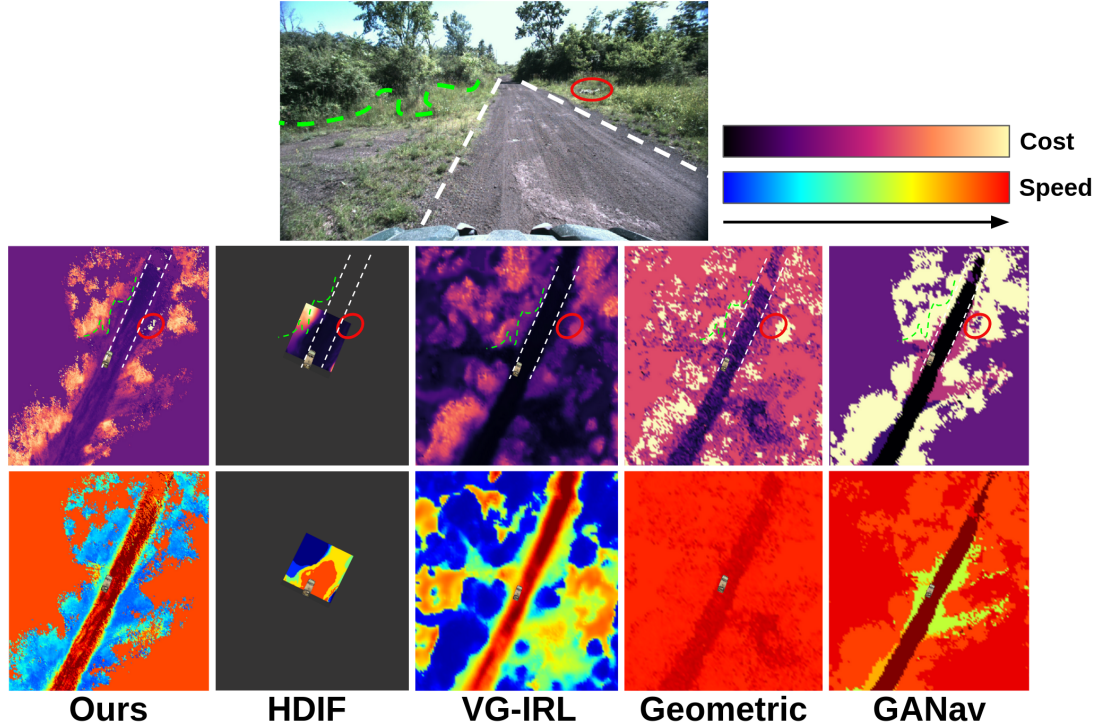 Cost
Speed
Ours
HDIF
VG-IRL
Geometric
GANav